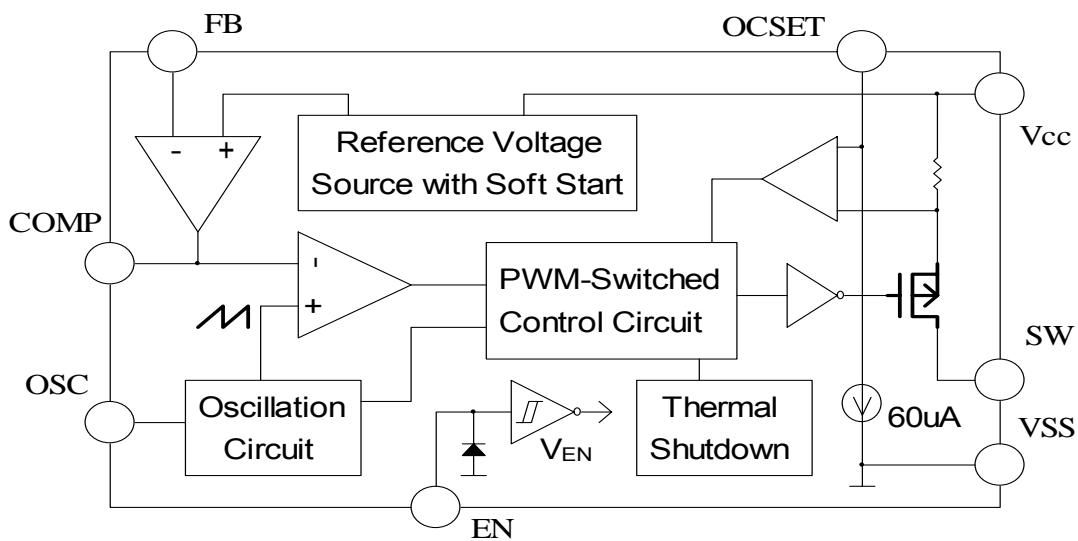 FB
OCSET
Vcc
Reference Voltage
Source with Soft Start
- +
COMP
-
+
PWM-Switched
Control Circuit
SW
OSC
Oscillation
Circuit
VEN
Thermal
Shutdown
60uA
VSS
EN